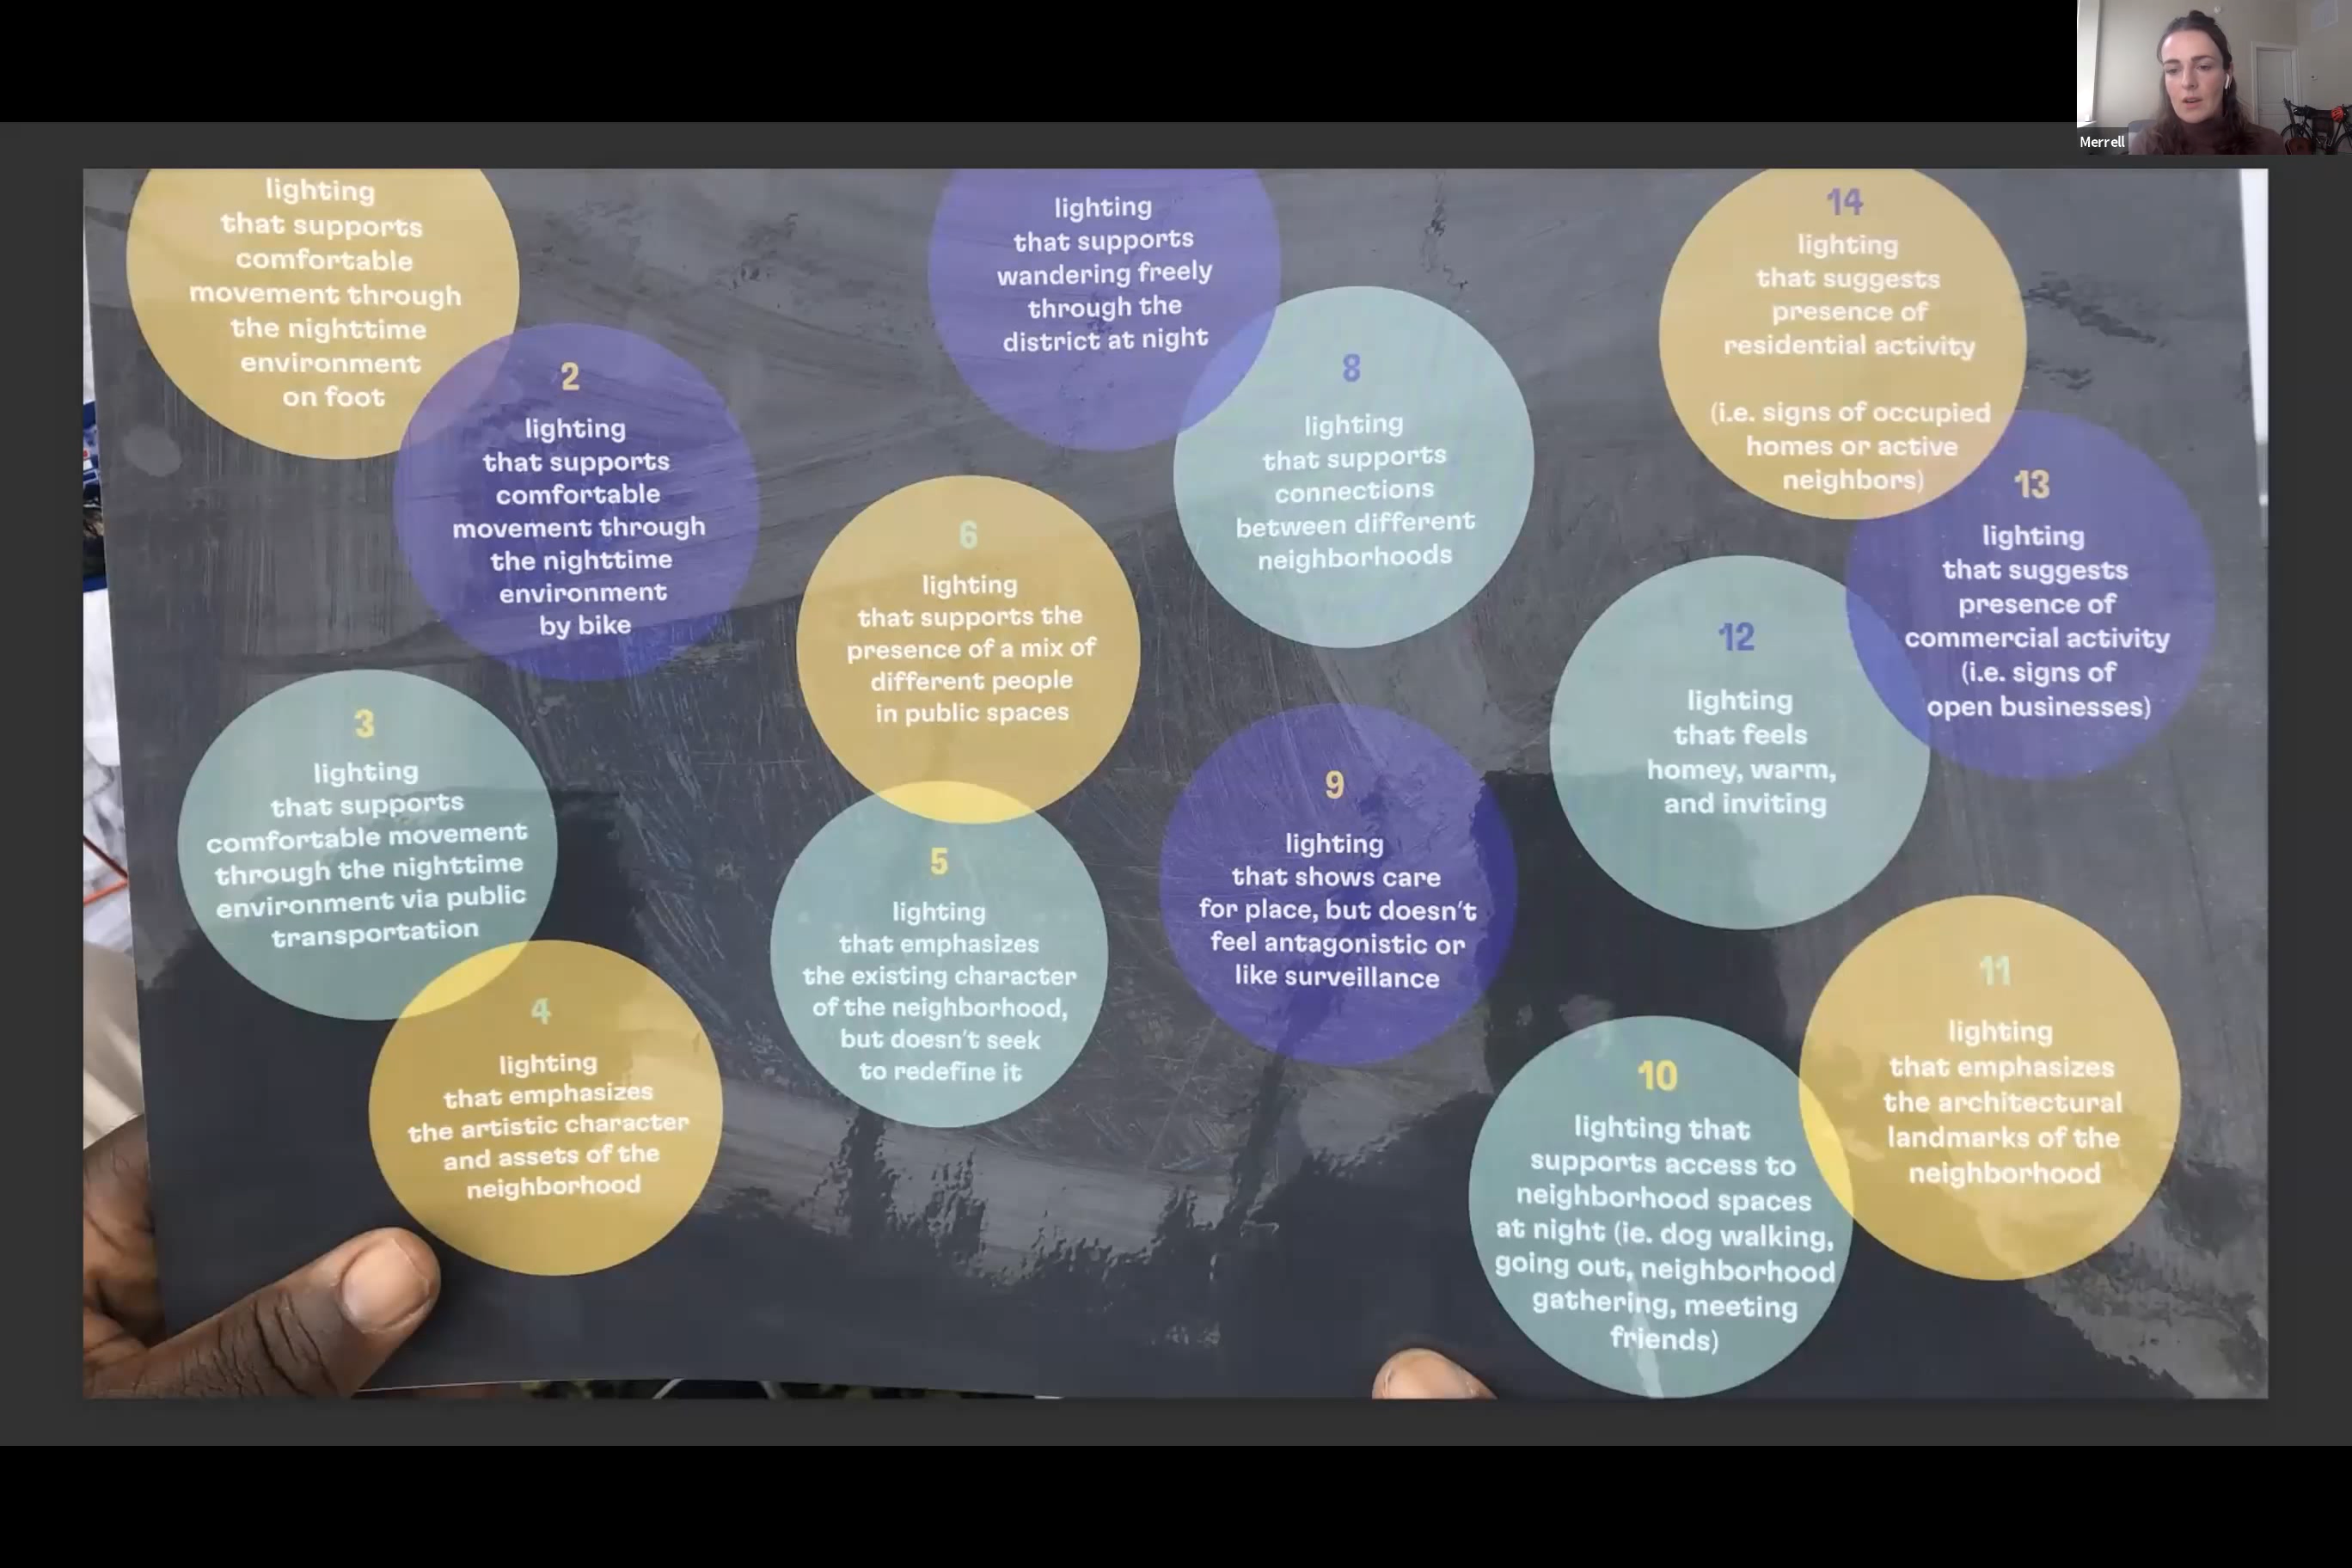 Merrell
lighting
that supports
comfortable
movement through
the nighttime
environment
on foot
2
lighting
that supports
comfortable
movement through
the nighttime
environment
by bike
3
lighting
that supports
comfortable movement
through the nighttime
environment via public
transportation
4
lighting
that emphasizes
the artistic character
and assets of the
neighborhood
5
lighting
that emphasizes
the existing character
of the neighborhood,
but doesn't seek
to redefine it
6
lighting
that supports the
presence of a mix of
different people
in public spaces
lighting
that supports
wandering freely
through the
district at night
8
lighting
that supports
connections
between different
neighborhoods
9
lighting
that shows care
for place, but doesn't
feel antagonistic or
like surveillance
10
lighting that
supports access to
neighborhood spaces
at night (ie. dog walking,
going out, neighborhood
gathering, meeting
friends)
11
lighting
that emphasizes
the architectural
landmarks of the
neighborhood
12
lighting
that feels
homey, warm,
and inviting
13
lighting
that suggests
presence of
commercial activity
(i.e. signs of
open businesses)
14
lighting
that suggests
presence of
residential activity
(i.e. signs of occupied
homes or active
neighbors)